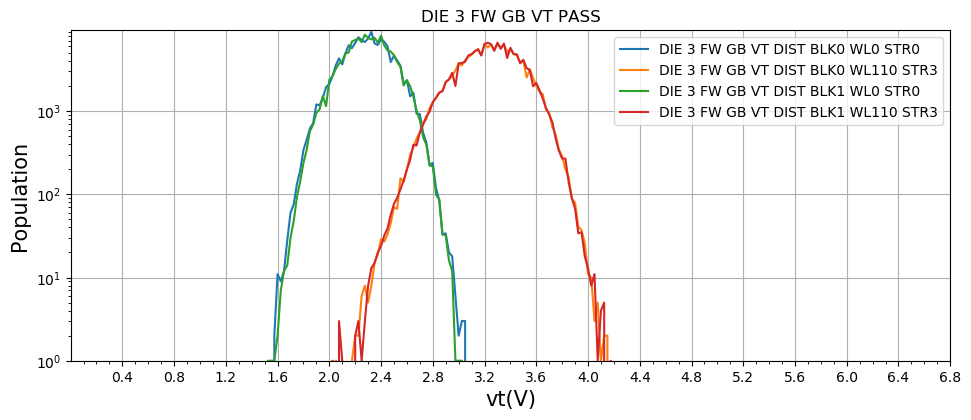 DIE 3 FW GB VT PASS
DIE 3 FW GB VT DIST BLK0 WL0 STR0
DIE 3 FW GB VT DIST BLK0 WL110 STR3
DIE 3 FW GB VT DIST BLK1 WL0 STR0
DIE 3 FW GB VT DIST BLK1 WL110 STR3
Population
10³
10²
10¹
10⁰
0.4 0.8 1.2 1.6 2.0 2.4 2.8 3.2 3.6 4.0 4.4 4.8 5.2 5.6 6.0 6.4 6.8
vt(V)